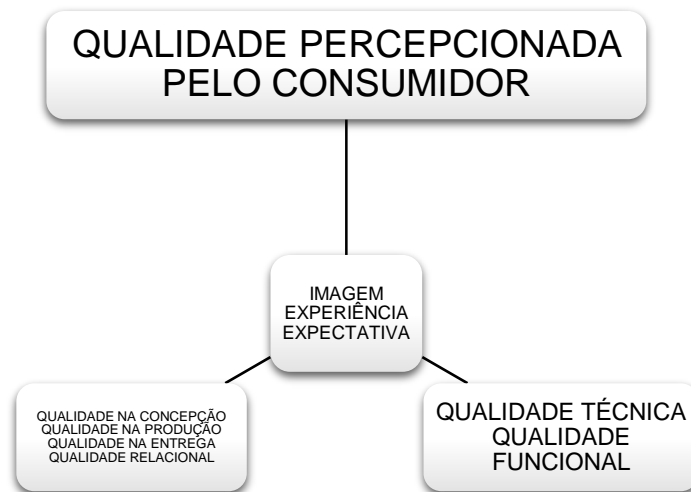 QUALIDADE PERCEPCIONADA
PELO CONSUMIDOR
IMAGEM
EXPERIÊNCIA
EXPECTATIVA
QUALIDADE NA CONCEPÇÃO
QUALIDADE NA PRODUÇÃO
QUALIDADE NA ENTREGA
QUALIDADE RELACIONAL
QUALIDADE TÉCNICA
QUALIDADE
FUNCIONAL